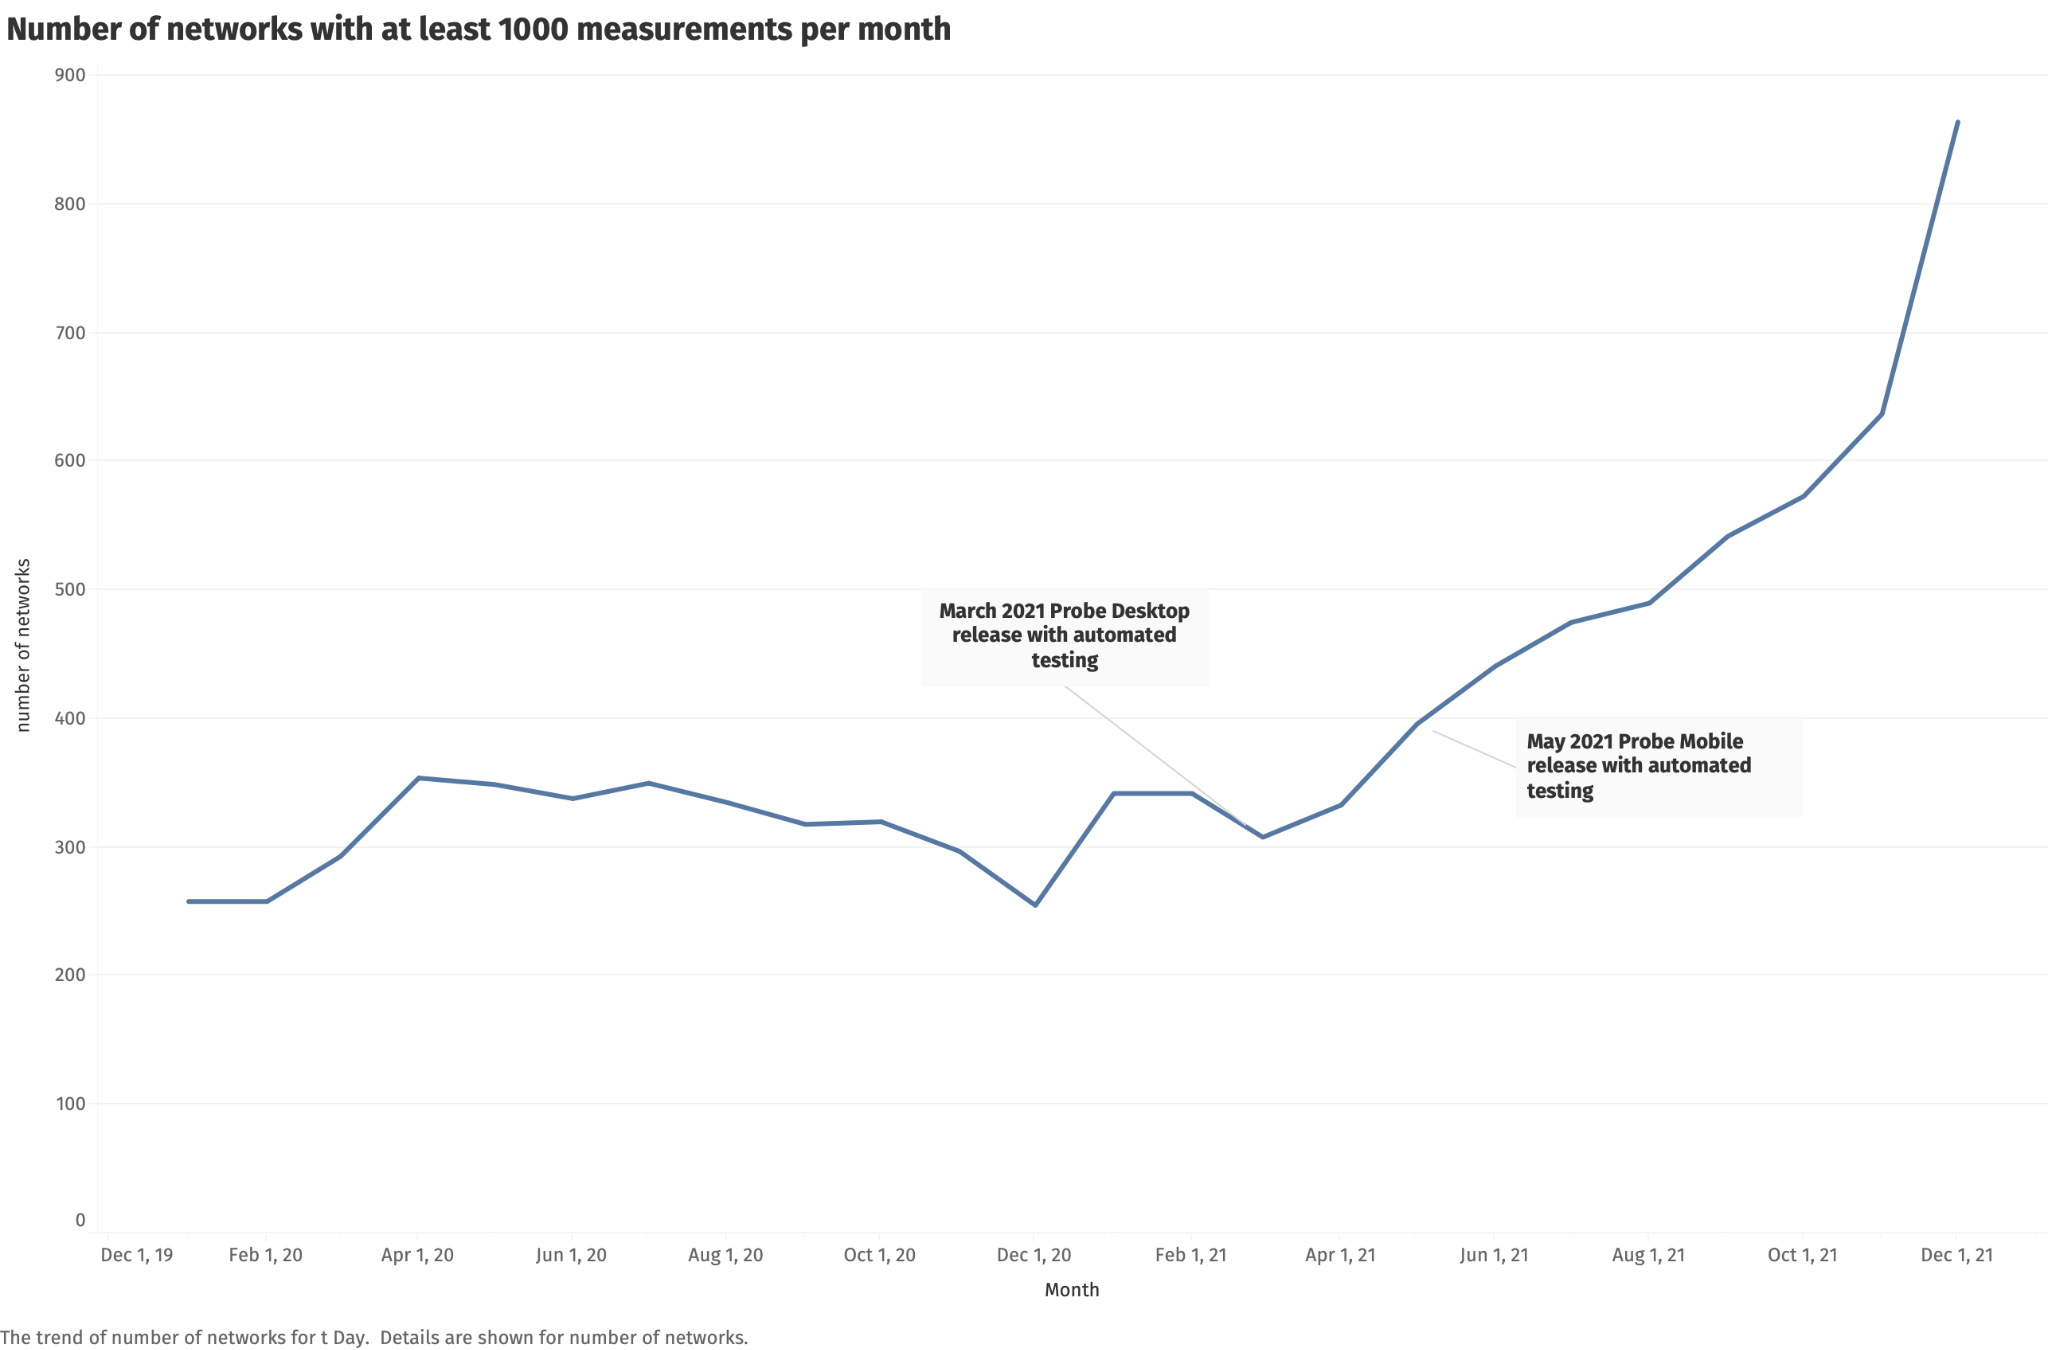 Number of networks with at least 1000 measurements per month
900
800
700
600
500
400
300
200
100
0
number of networks
March 2021 Probe Desktop
release with automated
testing
May 2021 Probe Mobile
release with automated
testing
Dec 1, 19
Feb 1, 20
Apr 1, 20
Jun 1, 20
Aug 1, 20
Oct 1, 20
Dec 1, 20
Feb 1, 21
Apr 1, 21
Jun 1, 21
Aug 1, 21
Oct 1, 21
Dec 1, 21
Month
The trend of number of networks for t Day.  Details are shown for number of networks.